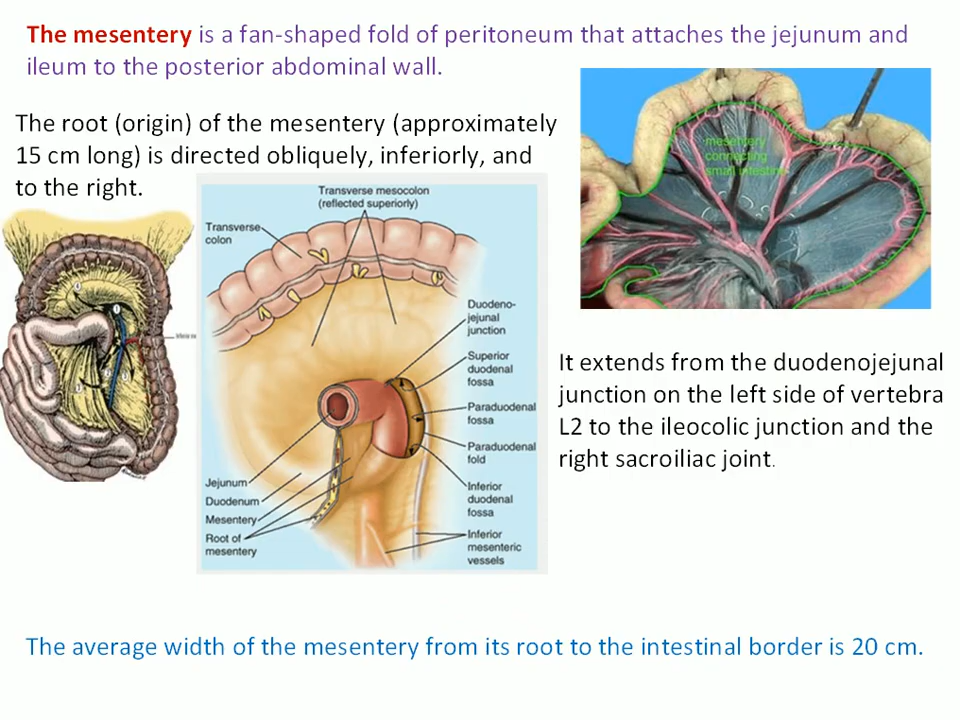 The mesentery is a fan-shaped fold of peritoneum that attaches the jejunum and
ileum to the posterior abdominal wall.
The root (origin) of the mesentery (approximately
15 cm long) is directed obliquely, inferiorly, and
to the right.
mesentery
connecting
small intestine
Transverse mesocolon
(reflected superiorly)
Transverse
colon
Duodeno-
jejunal
junction
Superior
duodenal
fossa
Paraduodenal
fossa
Paraduodenal
fold
Inferior
duodenal
fossa
Inferior
mesenteric
vessels
Jejunum
Duodenum
Mesentery
Root of
mesentery
It extends from the duodenojejunal
junction on the left side of vertebra
L2 to the ileocolic junction and the
right sacroiliac joint.
The average width of the mesentery from its root to the intestinal border is 20 cm.